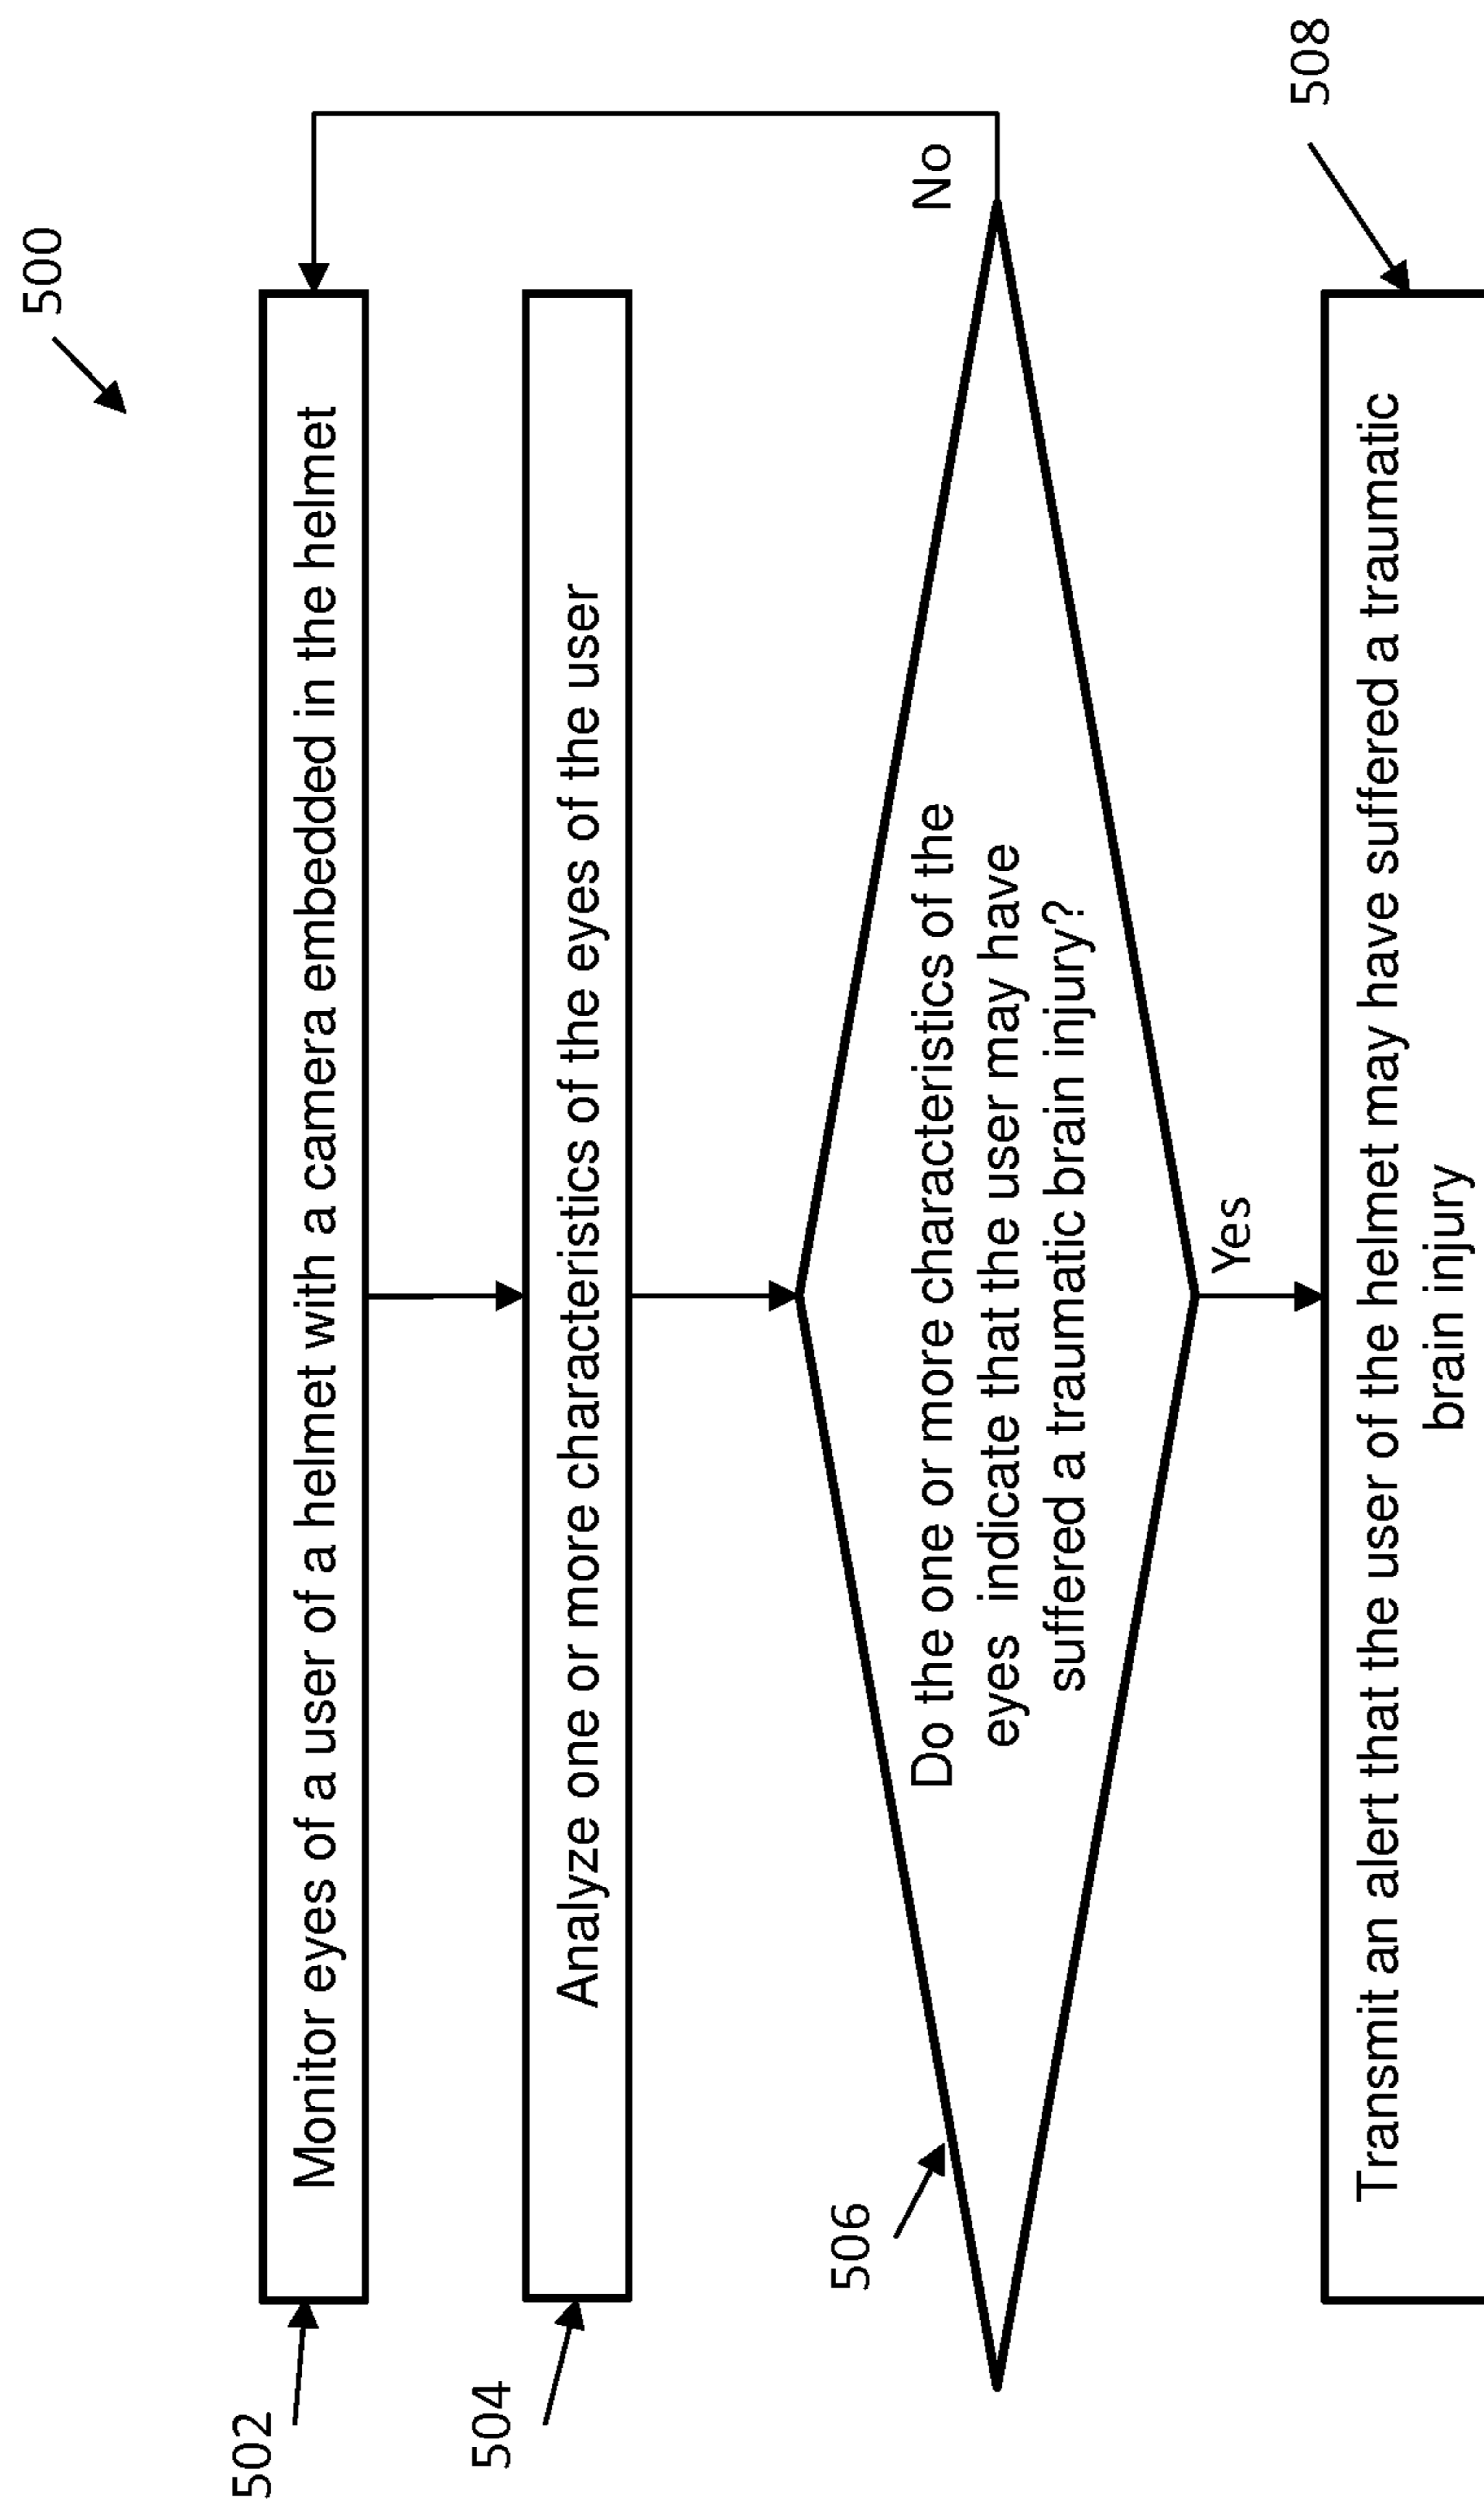 500
502
Monitor eyes of a user of a helmet with a camera embedded in the helmet
504
Analyze one or more characteristics of the eyes of the user
506
Do the one or more characteristics of the
eyes indicate that the user may have
suffered a traumatic brain injury?
No
Yes
508
Transmit an alert that the user of the helmet may have suffered a traumatic
brain injury